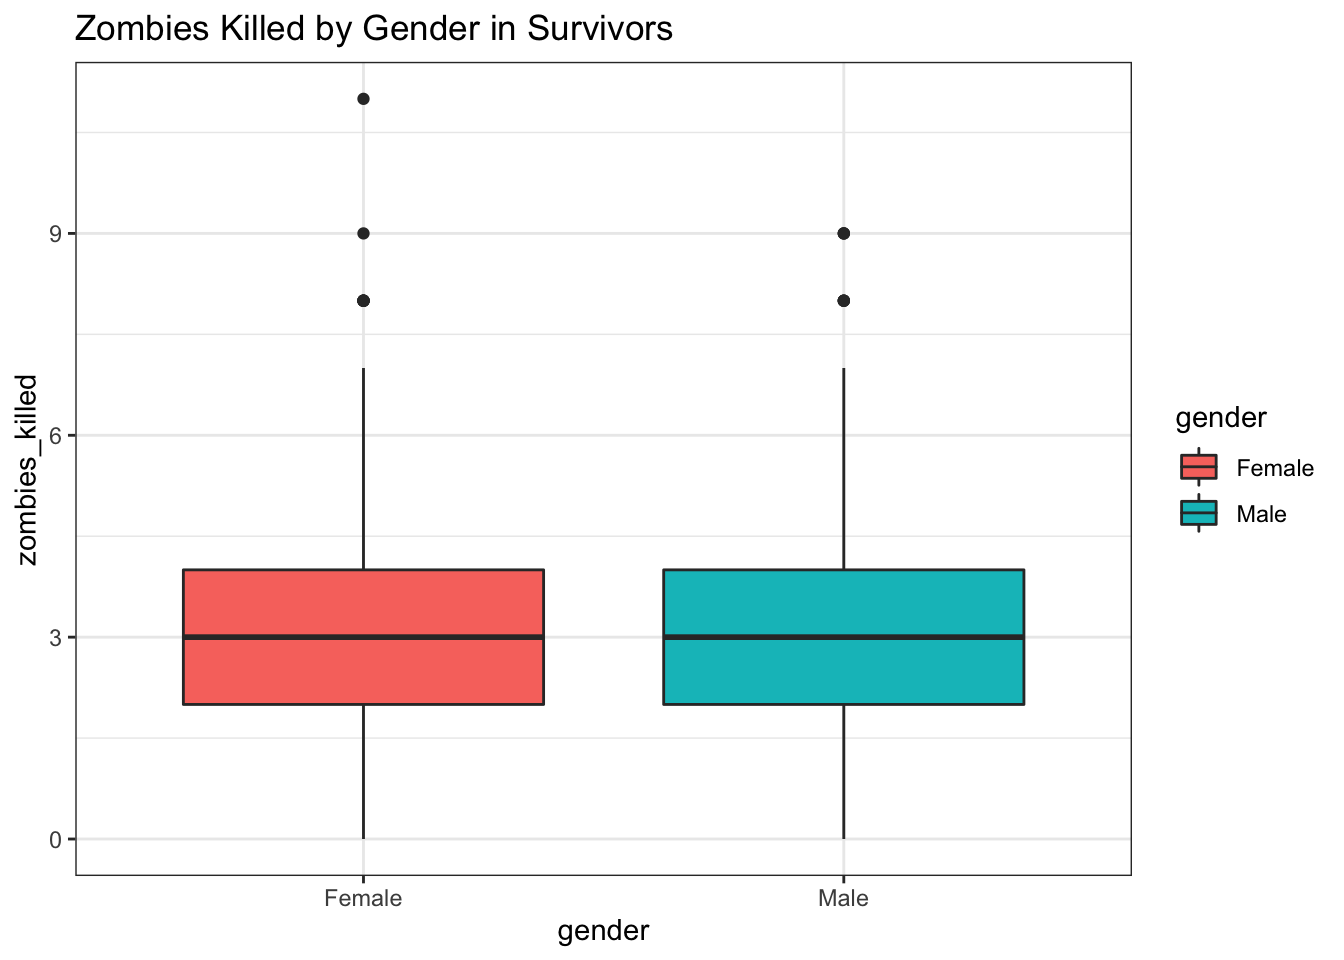 Zombies Killed by Gender in Survivors
zombies_killed
9
6
3
0
Female
Male
gender
gender
Female
Male